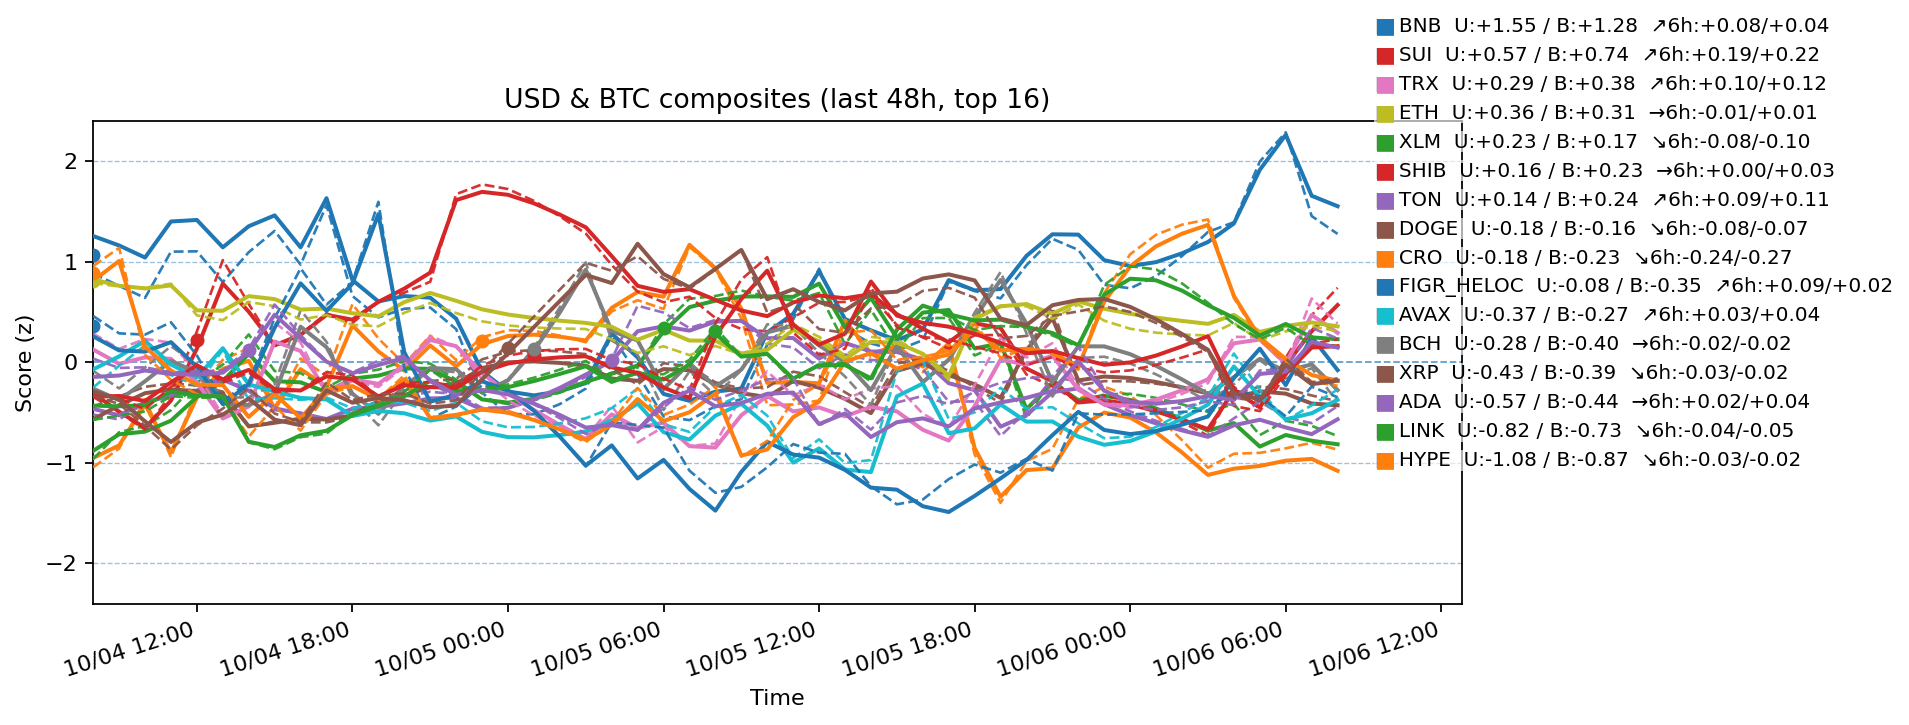 BNB  U:+1.55 / B:+1.28  ↗6h:+0.08/+0.04
SUI  U:+0.57 / B:+0.74  ↗6h:+0.19/+0.22
TRX  U:+0.29 / B:+0.38  ↗6h:+0.10/+0.12
ETH  U:+0.36 / B:+0.31  →6h:-0.01/+0.01
XLM  U:+0.23 / B:+0.17  ↘6h:-0.08/-0.10
SHIB  U:+0.16 / B:+0.23  →6h:+0.00/+0.03
TON  U:+0.14 / B:+0.24  ↗6h:+0.09/+0.11
DOGE  U:-0.18 / B:-0.16  ↘6h:-0.08/-0.07
CRO  U:-0.18 / B:-0.23  ↘6h:-0.24/-0.27
FIGR_HELOC  U:-0.08 / B:-0.35  ↗6h:+0.09/+0.02
AVAX  U:-0.37 / B:-0.27  ↗6h:+0.03/+0.04
BCH  U:-0.28 / B:-0.40  →6h:-0.02/-0.02
XRP  U:-0.43 / B:-0.39  ↘6h:-0.03/-0.02
ADA  U:-0.57 / B:-0.44  →6h:+0.02/+0.04
LINK  U:-0.82 / B:-0.73  ↘6h:-0.04/-0.05
HYPE  U:-1.08 / B:-0.87  ↘6h:-0.03/-0.02
USD & BTC composites (last 48h, top 16)
Score (z)
2
1
0
−1
−2
10/04 12:00
10/04 18:00
10/05 00:00
10/05 06:00
10/05 12:00
10/05 18:00
10/06 00:00
10/06 06:00
10/06 12:00
Time